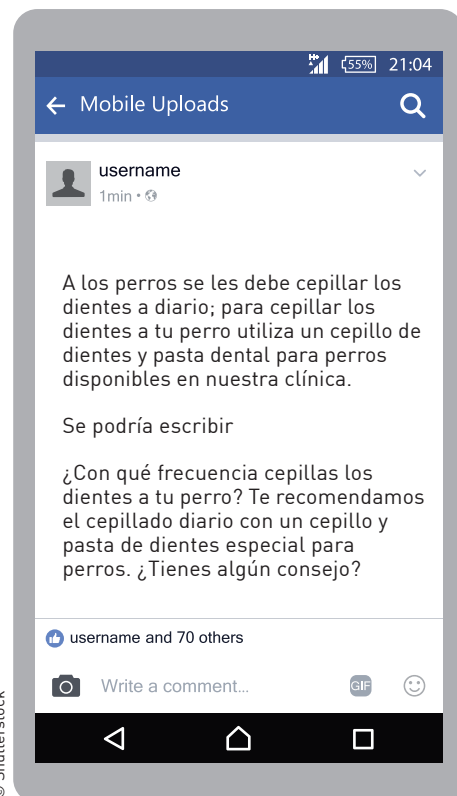 55% 21:04
Mobile Uploads
username
1min
A los perros se les debe cepillar los
dientes a diario; para cepillar los
dientes a tu perro utiliza un cepillo de
dientes y pasta dental para perros
disponibles en nuestra clínica.
Se podría escribir
¿Con qué frecuencia cepillas los
dientes a tu perro? Te recomendamos
el cepillado diario con un cepillo y
pasta de dientes especial para
perros. ¿Tienes algún consejo?
username and 70 others
Write a comment... GIF
© Shutterstock